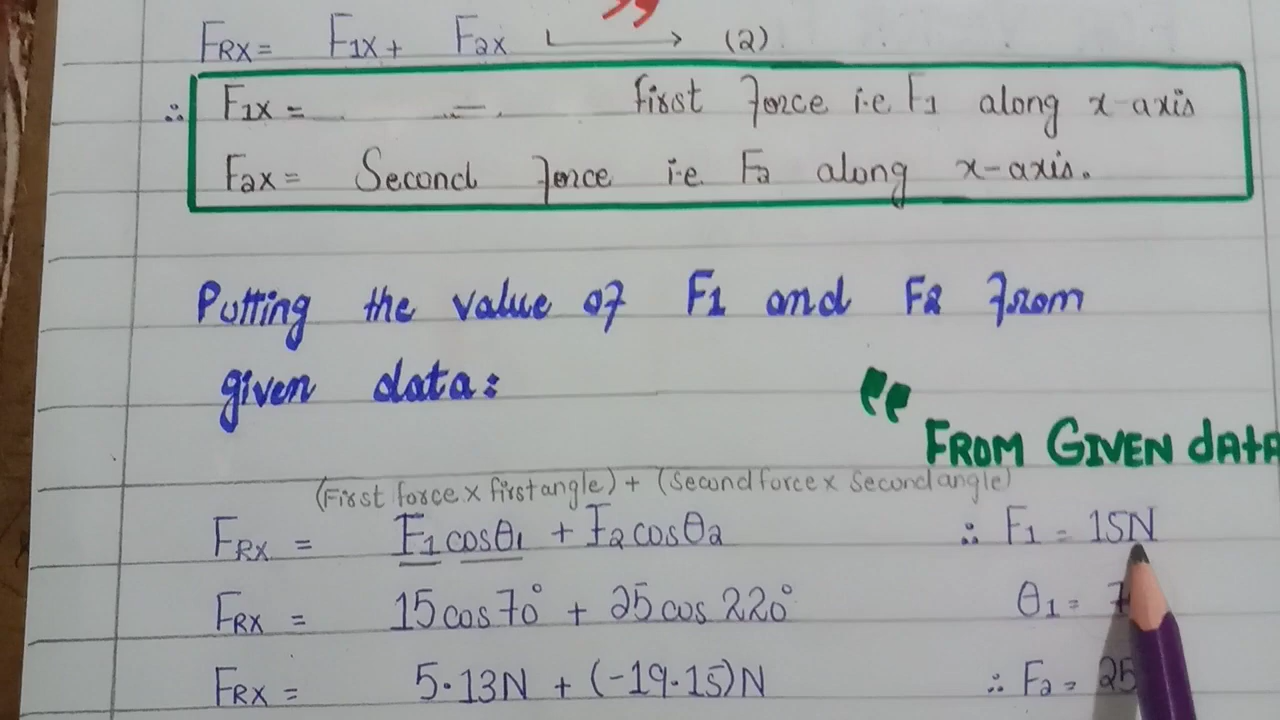 FRX = F1X + F2X (2)
∴ F1X = first force i.e F1 along x-axis
F2X = Second force i.e. F2 along x-axis.
Putting the value of F1 and F2 from
given data:
“ FROM GIVEN dATA
(First force x first angle) + (Second force x Second angle)
FRX = F1 cosθ1 + F2 cosθ2 ∴ F1 = 15N
FRX = 15 cos 70° + 25 cos 220° θ1 = 7
FRX = 5.13N + (-19.15)N ∴ F2 = 25